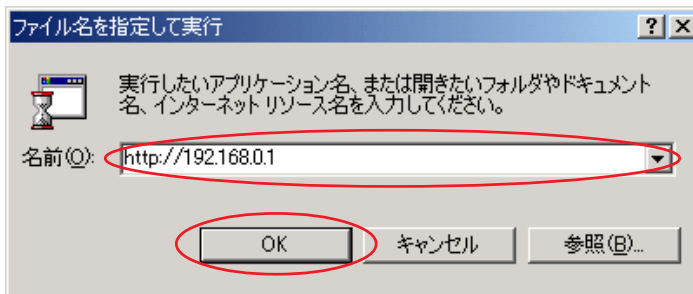 ファイル名を指定して実行
実行したいアプリケーション名、または開きたいフォルダやドキュメント
名、インターネット リソース名を入力してください。
名前(O): http://192.168.0.1
OK キャンセル 参照(B)...